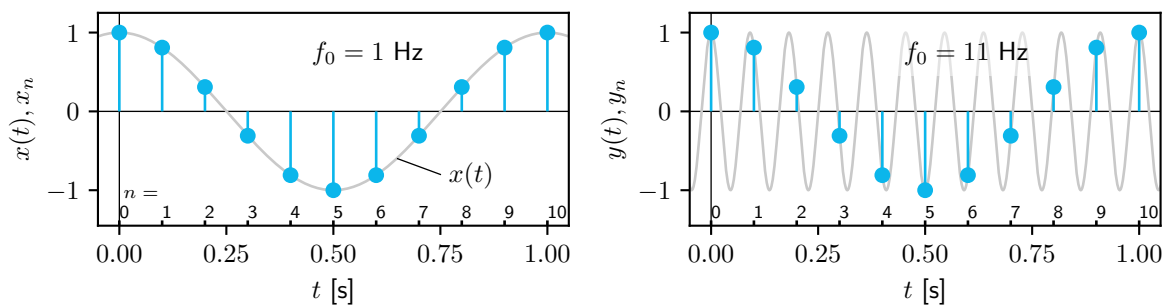 x(t), x_n
1
0
−1
f_0 = 1 Hz
x(t)
n =
0 1 2 3 4 5 6 7 8 9 10
0.00 0.25 0.50 0.75 1.00
t [s]
y(t), y_n
1
0
−1
f_0 = 11 Hz
0 1 2 3 4 5 6 7 8 9 10
0.00 0.25 0.50 0.75 1.00
t [s]